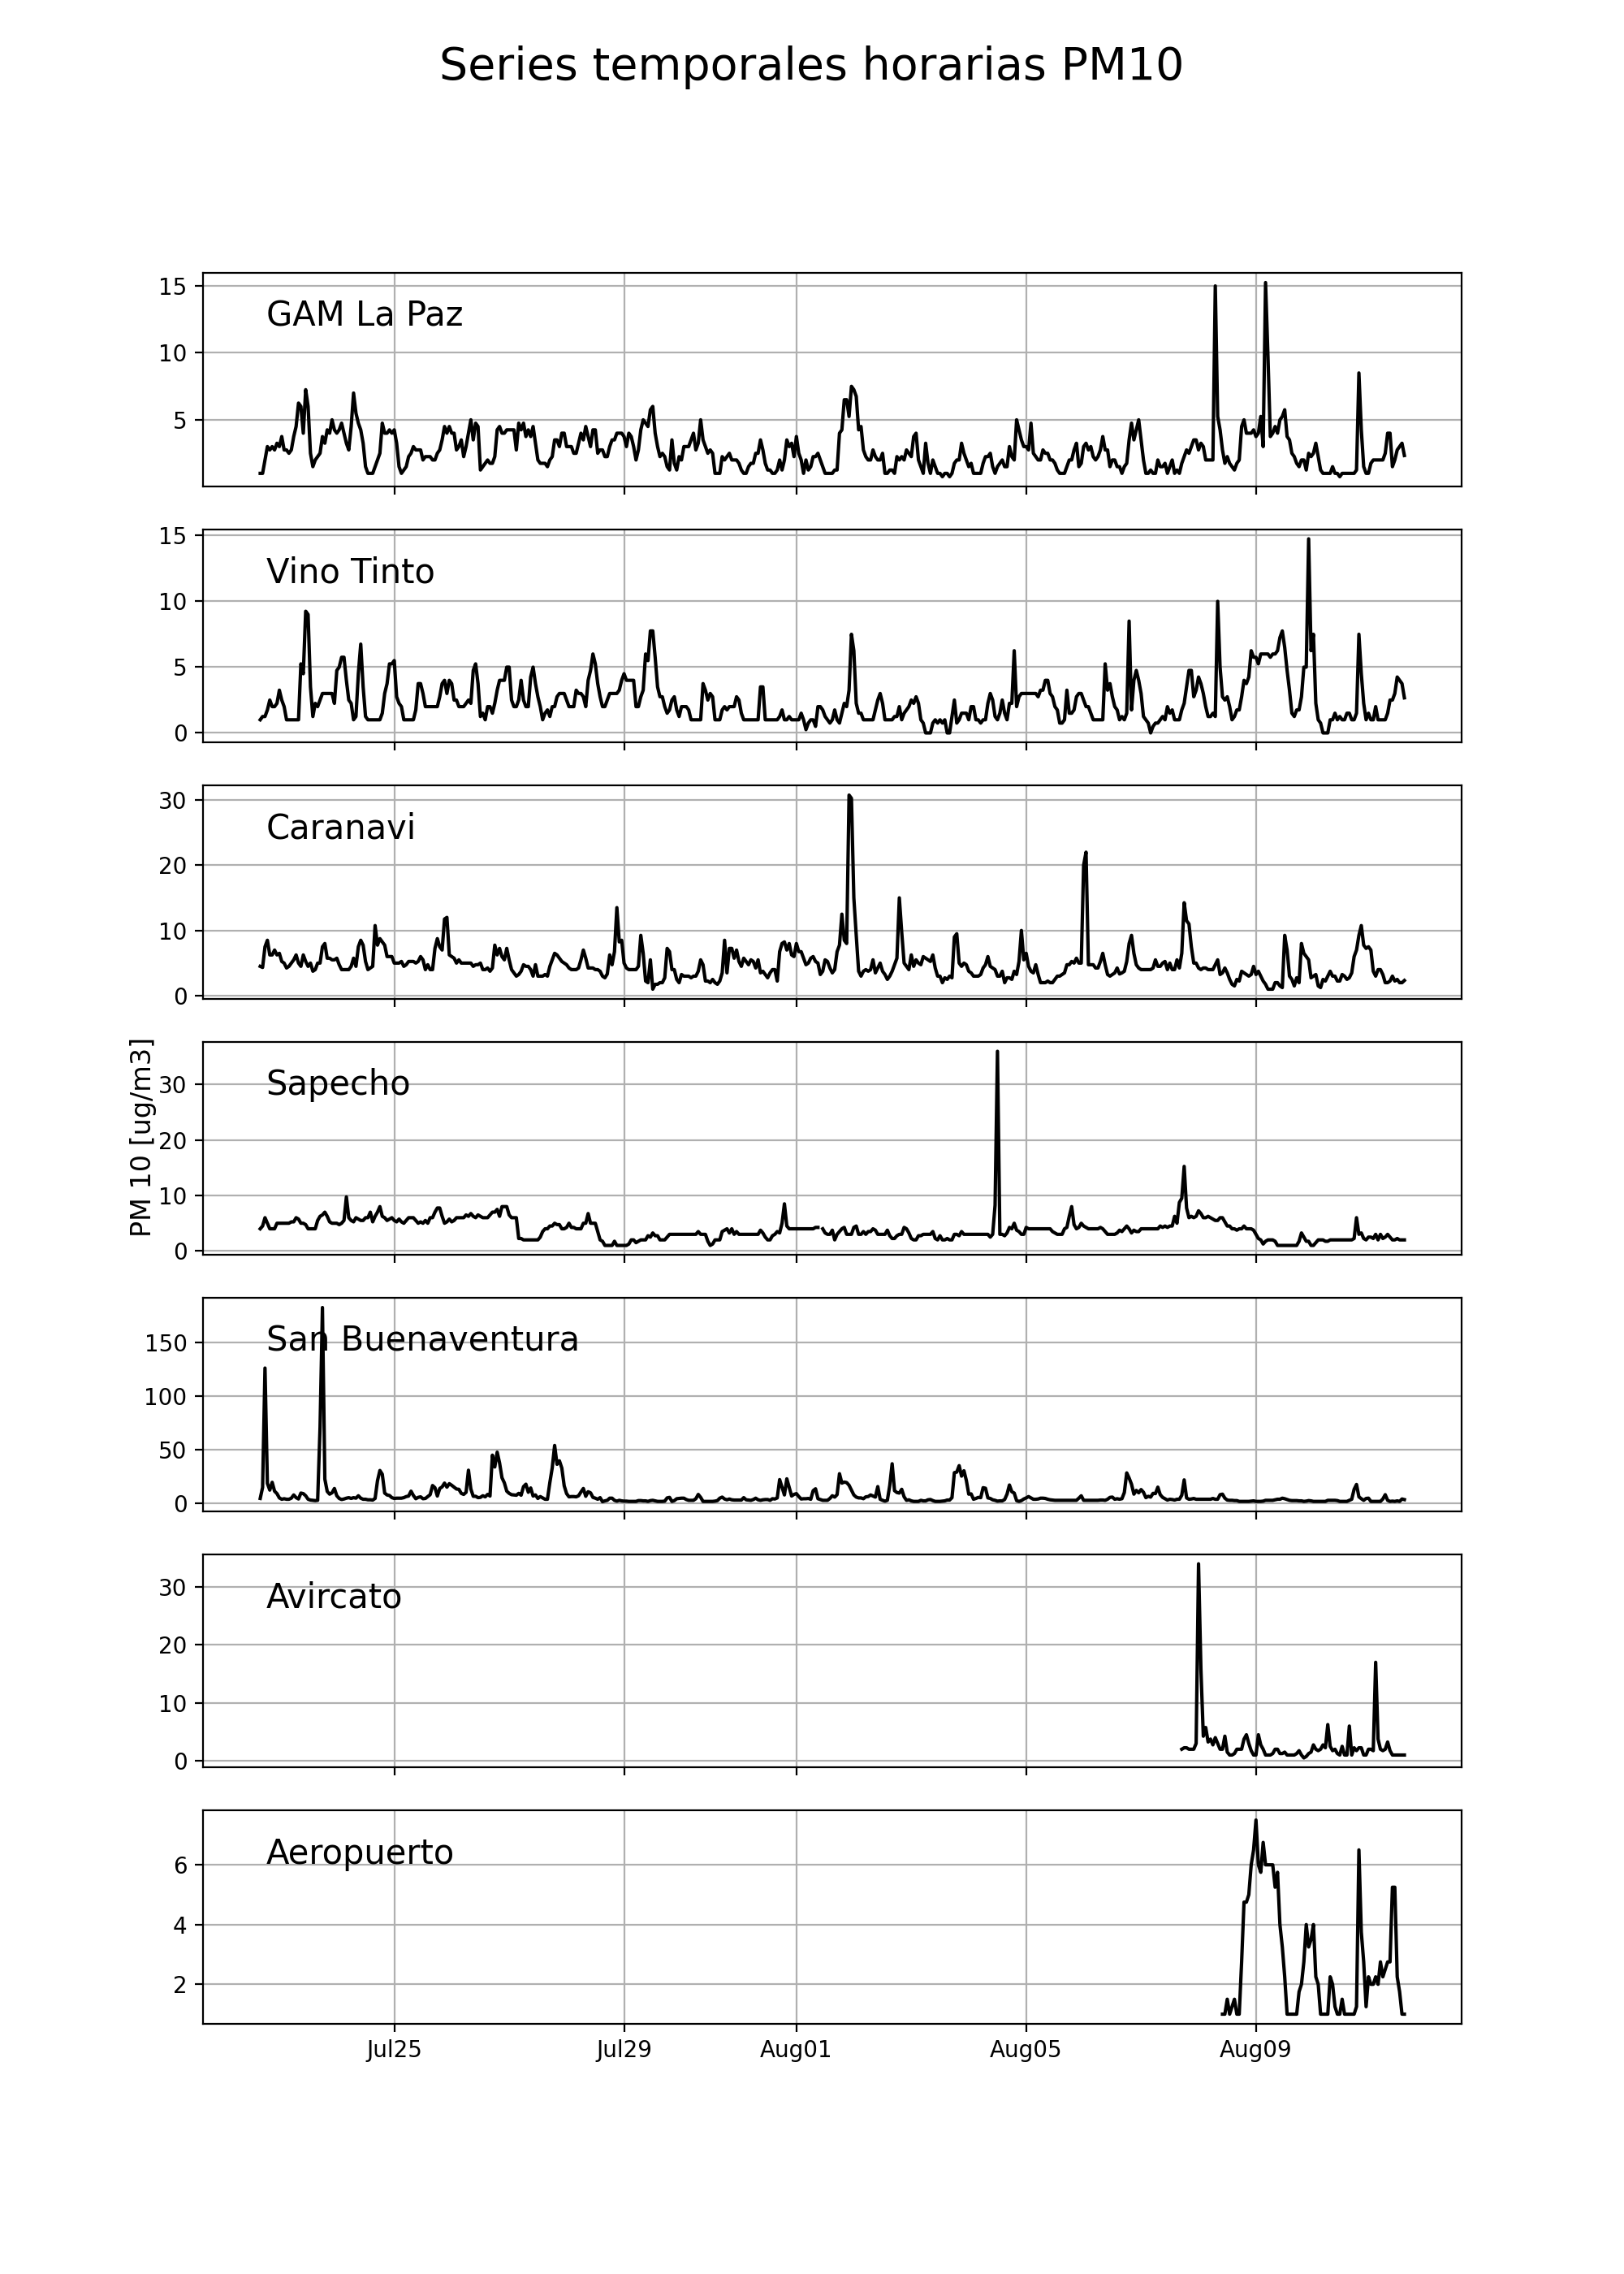 Series temporales horarias PM10
15
10
5
GAM La Paz
15
10
5
0
Vino Tinto
30
20
10
0
Caranavi
PM 10 [ug/m3]
30
20
10
0
Sapecho
150
100
50
0
San Buenaventura
30
20
10
0
Avircato
6
4
2
Aeropuerto
Jul25 Jul29 Aug01 Aug05 Aug09